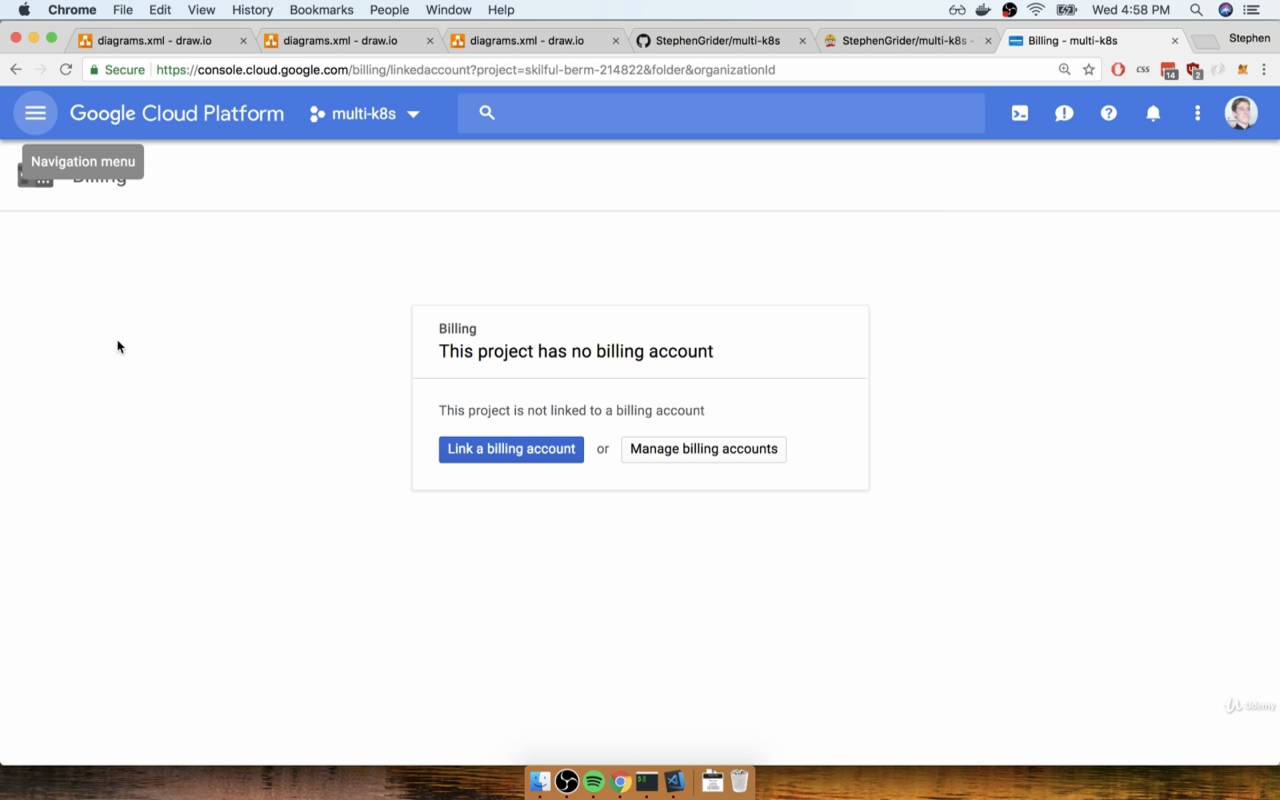 Chrome File Edit View History Bookmarks People Window Help Wed 4:58 PM
diagrams.xml - draw.io diagrams.xml - draw.io diagrams.xml - draw.io StephenGrider/multi-k8s StephenGrider/multi-k8s - Billing - multi-k8s Stephen
Secure https://console.cloud.google.com/billing/linkedaccount?project=skilful-berm-214822&folder&organizationId CSS 14 2
Google Cloud Platform multi-k8s
Navigation menu
Billing
Billing
This project has no billing account
This project is not linked to a billing account
Link a billing account or Manage billing accounts
Udemy